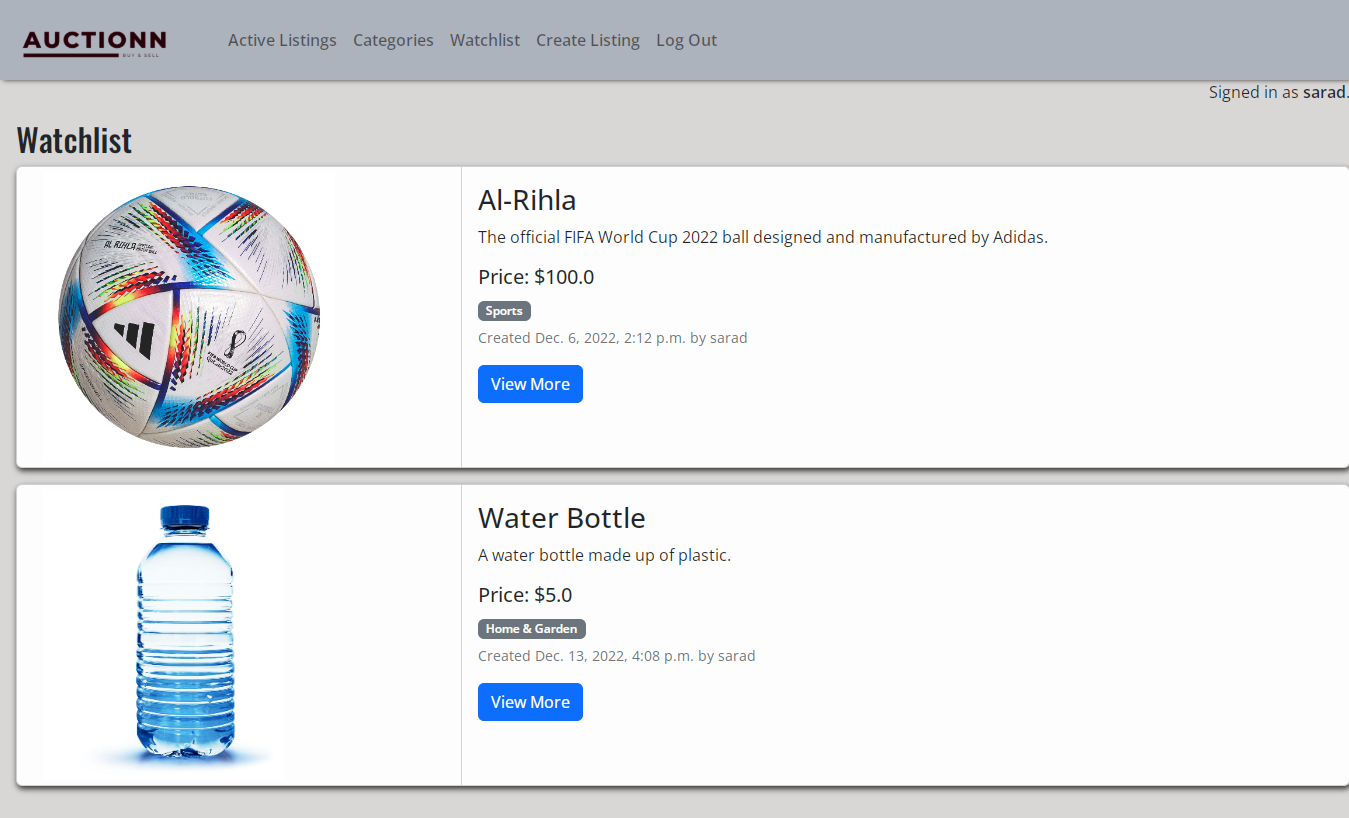 AUCTIONN
BUY & SELL
Active Listings Categories Watchlist Create Listing Log Out
Signed in as sarad.
Watchlist
AL RIHLA
Al-Rihla
The official FIFA World Cup 2022 ball designed and manufactured by Adidas.
Price: $100.0
Sports
Created Dec. 6, 2022, 2:12 p.m. by sarad
View More
Water Bottle
A water bottle made up of plastic.
Price: $5.0
Home & Garden
Created Dec. 13, 2022, 4:08 p.m. by sarad
View More